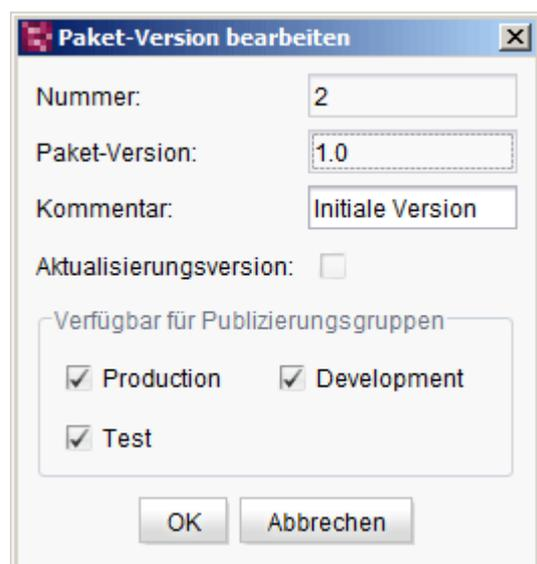 Paket-Version bearbeiten
Nummer: 2
Paket-Version: 1.0
Kommentar: Initiale Version
Aktualisierungsversion:
Verfügbar für Publizierungsgruppen
Production Development
Test
OK Abbrechen